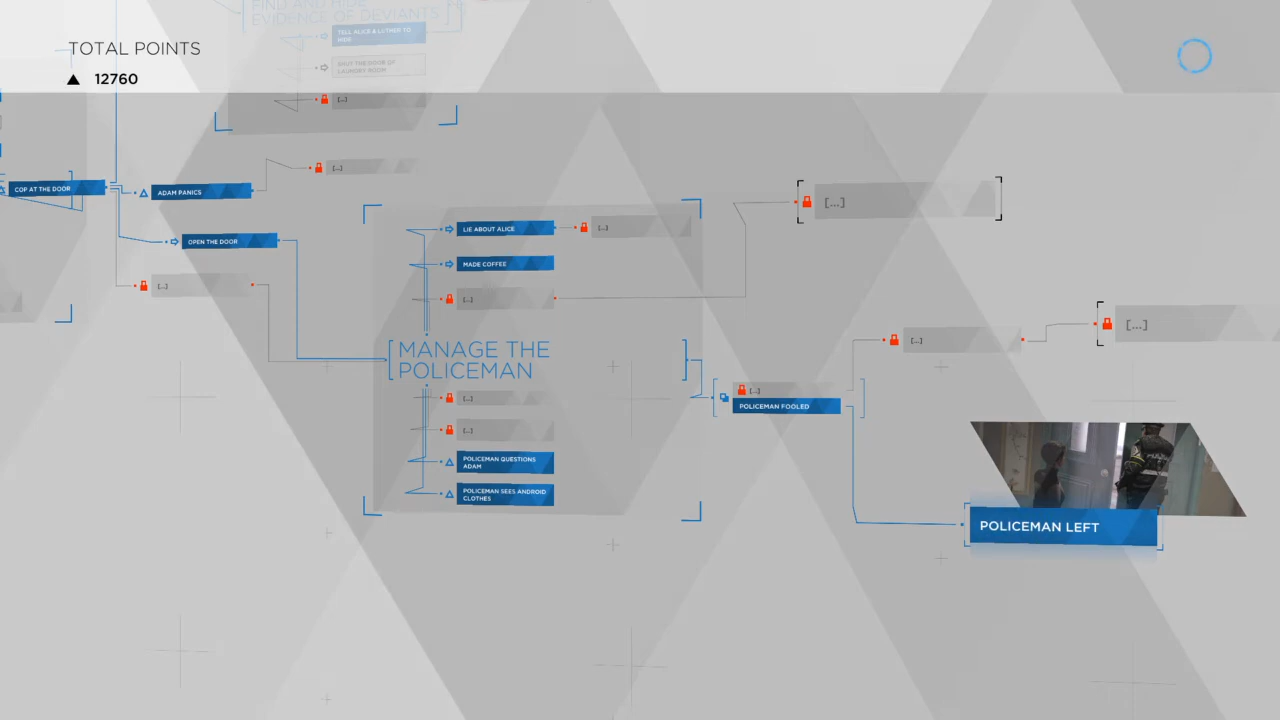 FIND AND HIDE
EVIDENCE OF DEVIANTS
TELL ALICE & LUTHER TO
HIDE
SHUT THE DOOR OF
LAUNDRY ROOM
TOTAL POINTS
12760
[...]
[...]
COP AT THE DOOR
ADAM PANICS
[...]
LIE ABOUT ALICE
[...]
OPEN THE DOOR
MADE COFFEE
[...]
[...]
MANAGE THE
POLICEMAN
[...]
[...]
[...]
[...]
POLICEMAN FOOLED
[...]
POLICEMAN QUESTIONS
ADAM
POLICEMAN SEES ANDROID
CLOTHES
POLICEMAN LEFT